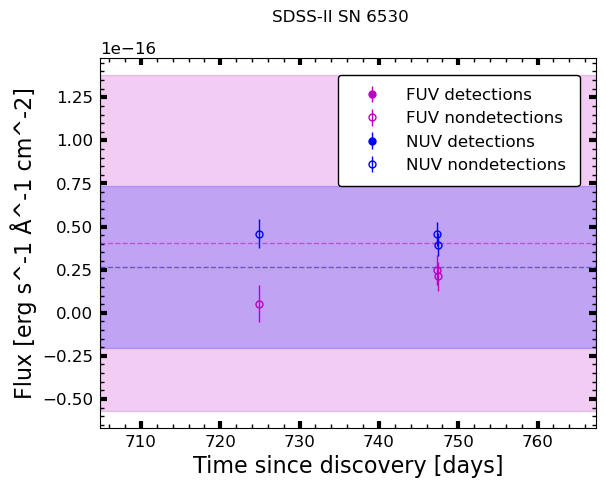 SDSS-II SN 6530
1e−16
1.25
1.00
0.75
0.50
0.25
0.00
−0.25
−0.50
Flux [erg s^-1 Å^-1 cm^-2]
FUV detections
FUV nondetections
NUV detections
NUV nondetections
710 720 730 740 750 760
Time since discovery [days]